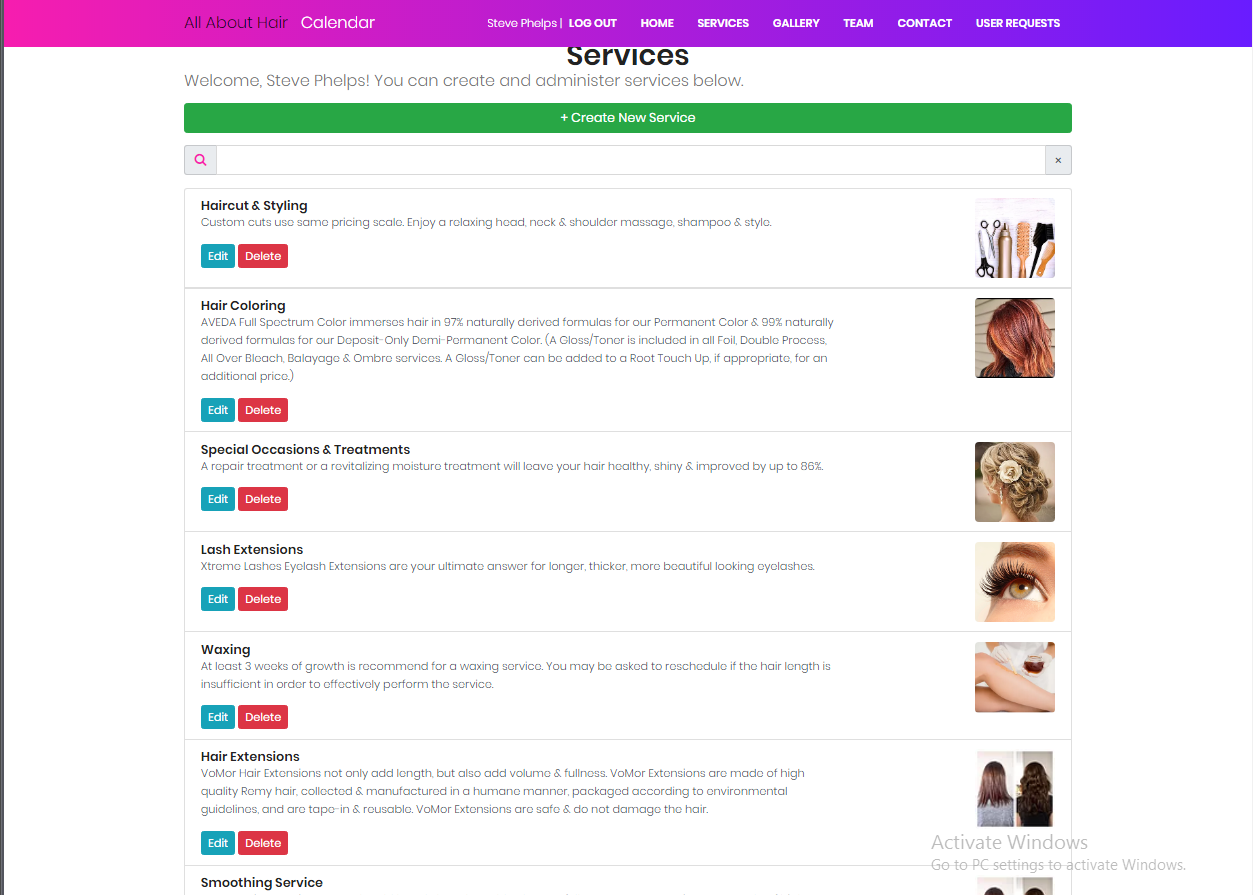 All About Hair Calendar Steve Phelps | LOG OUT HOME SERVICES GALLERY TEAM CONTACT USER REQUESTS
Services
Welcome, Steve Phelps! You can create and administer services below.
+ Create New Service
×
Haircut & Styling
Custom cuts use same pricing scale. Enjoy a relaxing head, neck & shoulder massage, shampoo & style.
Edit Delete
Hair Coloring
AVEDA Full Spectrum Color immerses hair in 97% naturally derived formulas for our Permanent Color & 99% naturally
derived formulas for our Deposit-Only Demi-Permanent Color. (A Gloss/Toner is included in all Foil, Double Process,
All Over Bleach, Balayage & Ombre services. A Gloss/Toner can be added to a Root Touch Up, if appropriate, for an
additional price.)
Edit Delete
Special Occasions & Treatments
A repair treatment or a revitalizing moisture treatment will leave your hair healthy, shiny & improved by up to 86%.
Edit Delete
Lash Extensions
Xtreme Lashes Eyelash Extensions are your ultimate answer for longer, thicker, more beautiful looking eyelashes.
Edit Delete
Waxing
At least 3 weeks of growth is recommend for a waxing service. You may be asked to reschedule if the hair length is
insufficient in order to effectively perform the service.
Edit Delete
Hair Extensions
VoMor Hair Extensions not only add length, but also add volume & fullness. VoMor Extensions are made of high
quality Remy hair, collected & manufactured in a humane manner, packaged according to environmental
guidelines, and are tape-in & reusable. VoMor Extensions are safe & do not damage the hair.
Edit Delete
Activate Windows
Go to PC settings to activate Windows.
Smoothing Service